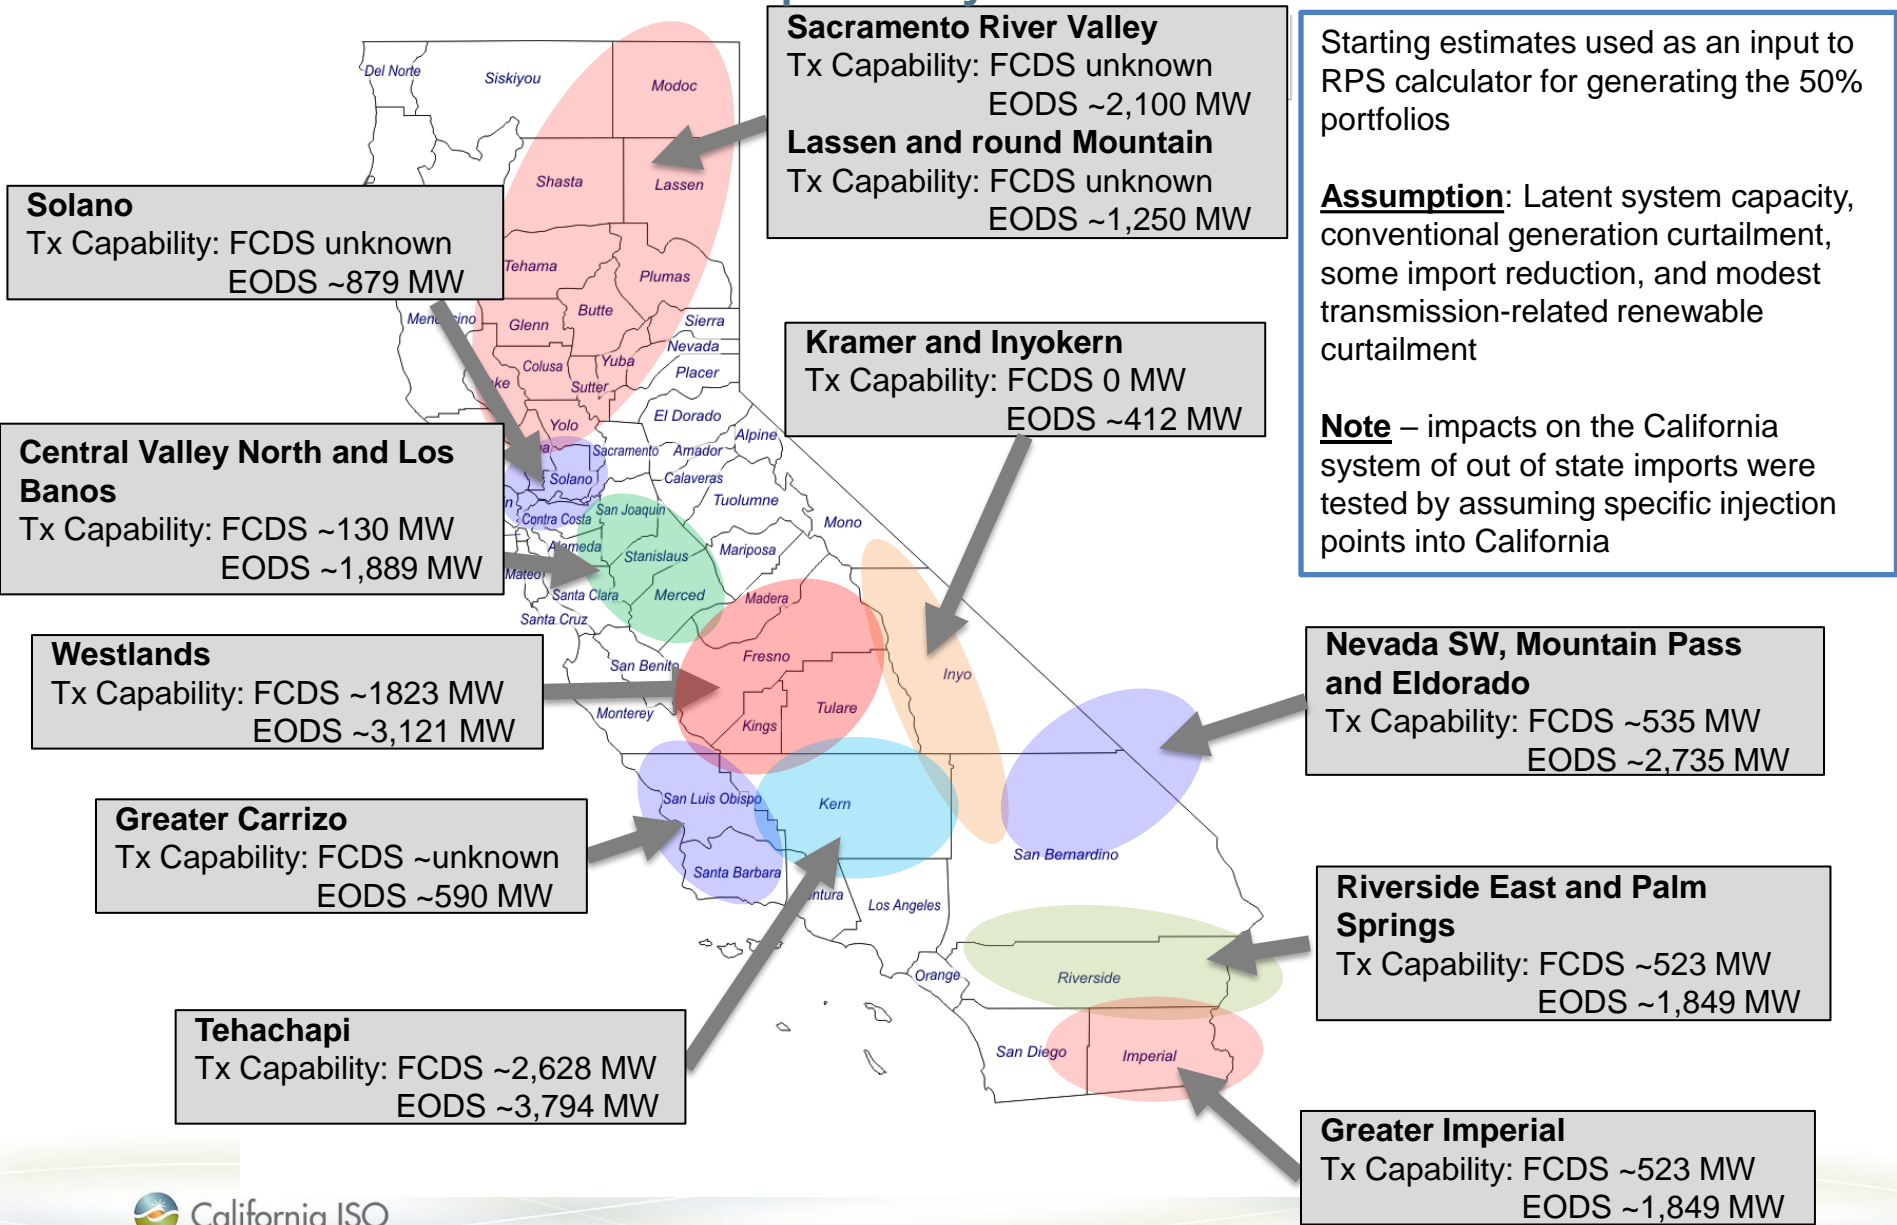 Sacramento River Valley
Tx Capability: FCDS unknown
EODS ~2,100 MW
Lassen and round Mountain
Tx Capability: FCDS unknown
EODS ~1,250 MW
Starting estimates used as an input to
RPS calculator for generating the 50%
portfolios
Assumption: Latent system capacity,
conventional generation curtailment,
some import reduction, and modest
transmission-related renewable
curtailment
Note – impacts on the California
system of out of state imports were
tested by assuming specific injection
points into California
Solano
Tx Capability: FCDS unknown
EODS ~879 MW
Kramer and Inyokern
Tx Capability: FCDS 0 MW
EODS ~412 MW
Central Valley North and Los
Banos
Tx Capability: FCDS ~130 MW
EODS ~1,889 MW
Westlands
Tx Capability: FCDS ~1823 MW
EODS ~3,121 MW
Nevada SW, Mountain Pass
and Eldorado
Tx Capability: FCDS ~535 MW
EODS ~2,735 MW
Greater Carrizo
Tx Capability: FCDS ~unknown
EODS ~590 MW
Riverside East and Palm
Springs
Tx Capability: FCDS ~523 MW
EODS ~1,849 MW
Tehachapi
Tx Capability: FCDS ~2,628 MW
EODS ~3,794 MW
Greater Imperial
Tx Capability: FCDS ~523 MW
EODS ~1,849 MW
Del Norte
Siskiyou
Modoc
Shasta
Lassen
Tehama
Plumas
Butte
Glenn
Sierra
Nevada
Colusa
Yuba
Placer
Sutter
El Dorado
Yolo
Alpine
Sacramento
Amador
Solano
Calaveras
Tuolumne
San Joaquin
Contra Costa
Mono
Alameda
Stanislaus
Mariposa
Mateo
Santa Clara
Merced
Madera
Santa Cruz
Fresno
San Benito
Inyo
Tulare
Monterey
Kings
San Luis Obispo
Kern
San Bernardino
Santa Barbara
Los Angeles
Orange
Riverside
San Diego
Imperial
California ISO